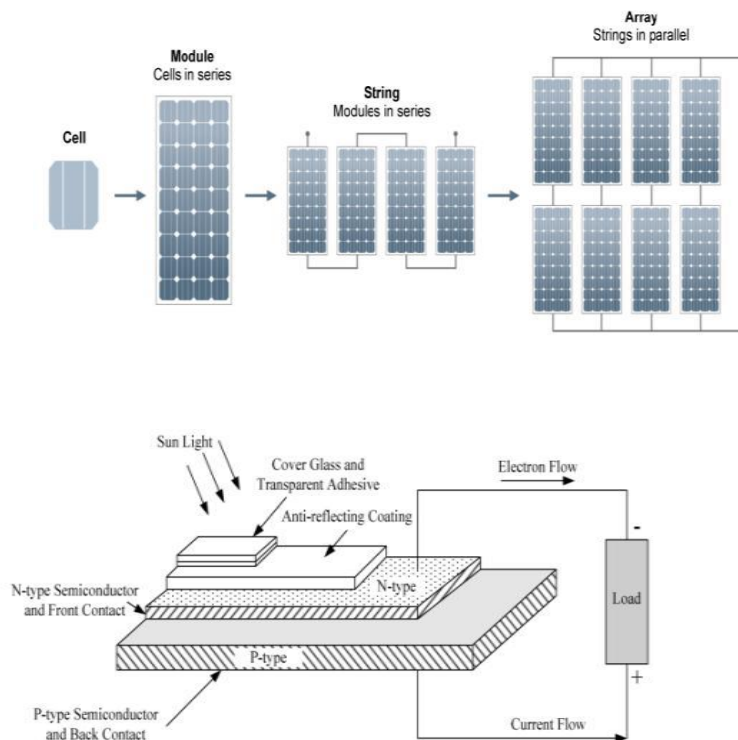 Array
Strings in parallel
Module
Cells in series
String
Modules in series
Cell
Sun Light
Cover Glass and
Transparent Adhesive
Anti-reflecting Coating
Electron Flow
-
N-type
N-type Semiconductor
and Front Contact
Load
P-type
+
P-type Semiconductor
and Back Contact
Current Flow